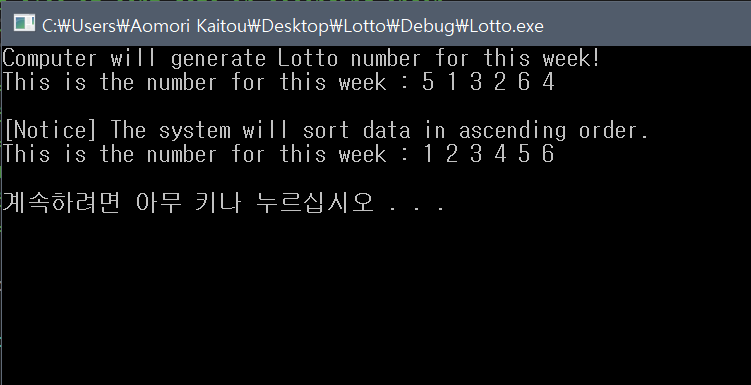 C:₩Users₩Aomori Kaitou₩Desktop₩Lotto₩Debug₩Lotto.exe
Computer will generate Lotto number for this week!
This is the number for this week : 5 1 3 2 6 4
[Notice] The system will sort data in ascending order.
This is the number for this week : 1 2 3 4 5 6
계속하려면 아무 키나 누르십시오 . . .